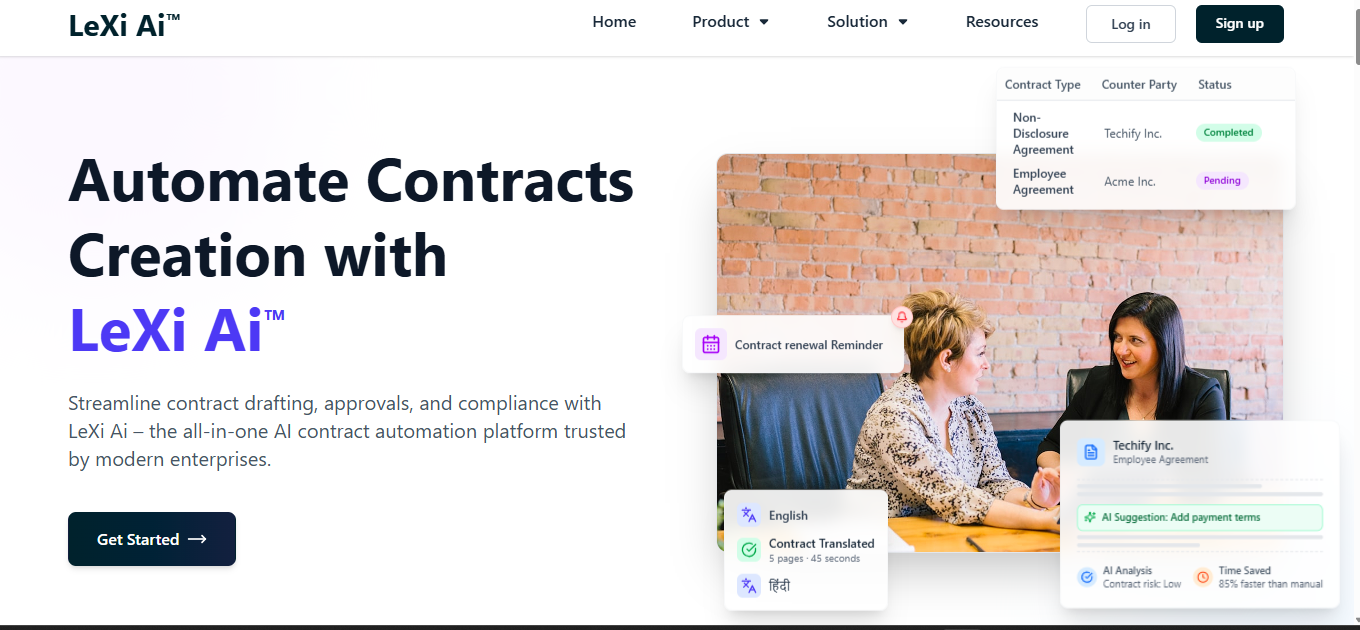 LeXi Ai™
Home
Product
Solution
Resources
Log in
Sign up
Automate Contracts
Creation with
LeXi Ai™
Streamline contract drafting, approvals, and compliance with
LeXi Ai – the all-in-one AI contract automation platform trusted
by modern enterprises.
Get Started
Contract Type Counter Party Status
Non-
Disclosure
Agreement
Techify Inc.
Completed
Employee
Agreement
Acme Inc.
Pending
Contract renewal Reminder
English
Contract Translated
5 pages · 45 seconds
हिंदी
Techify Inc.
Employee Agreement
AI Suggestion: Add payment terms
AI Analysis
Contract risk: Low
Time Saved
85% faster than manual